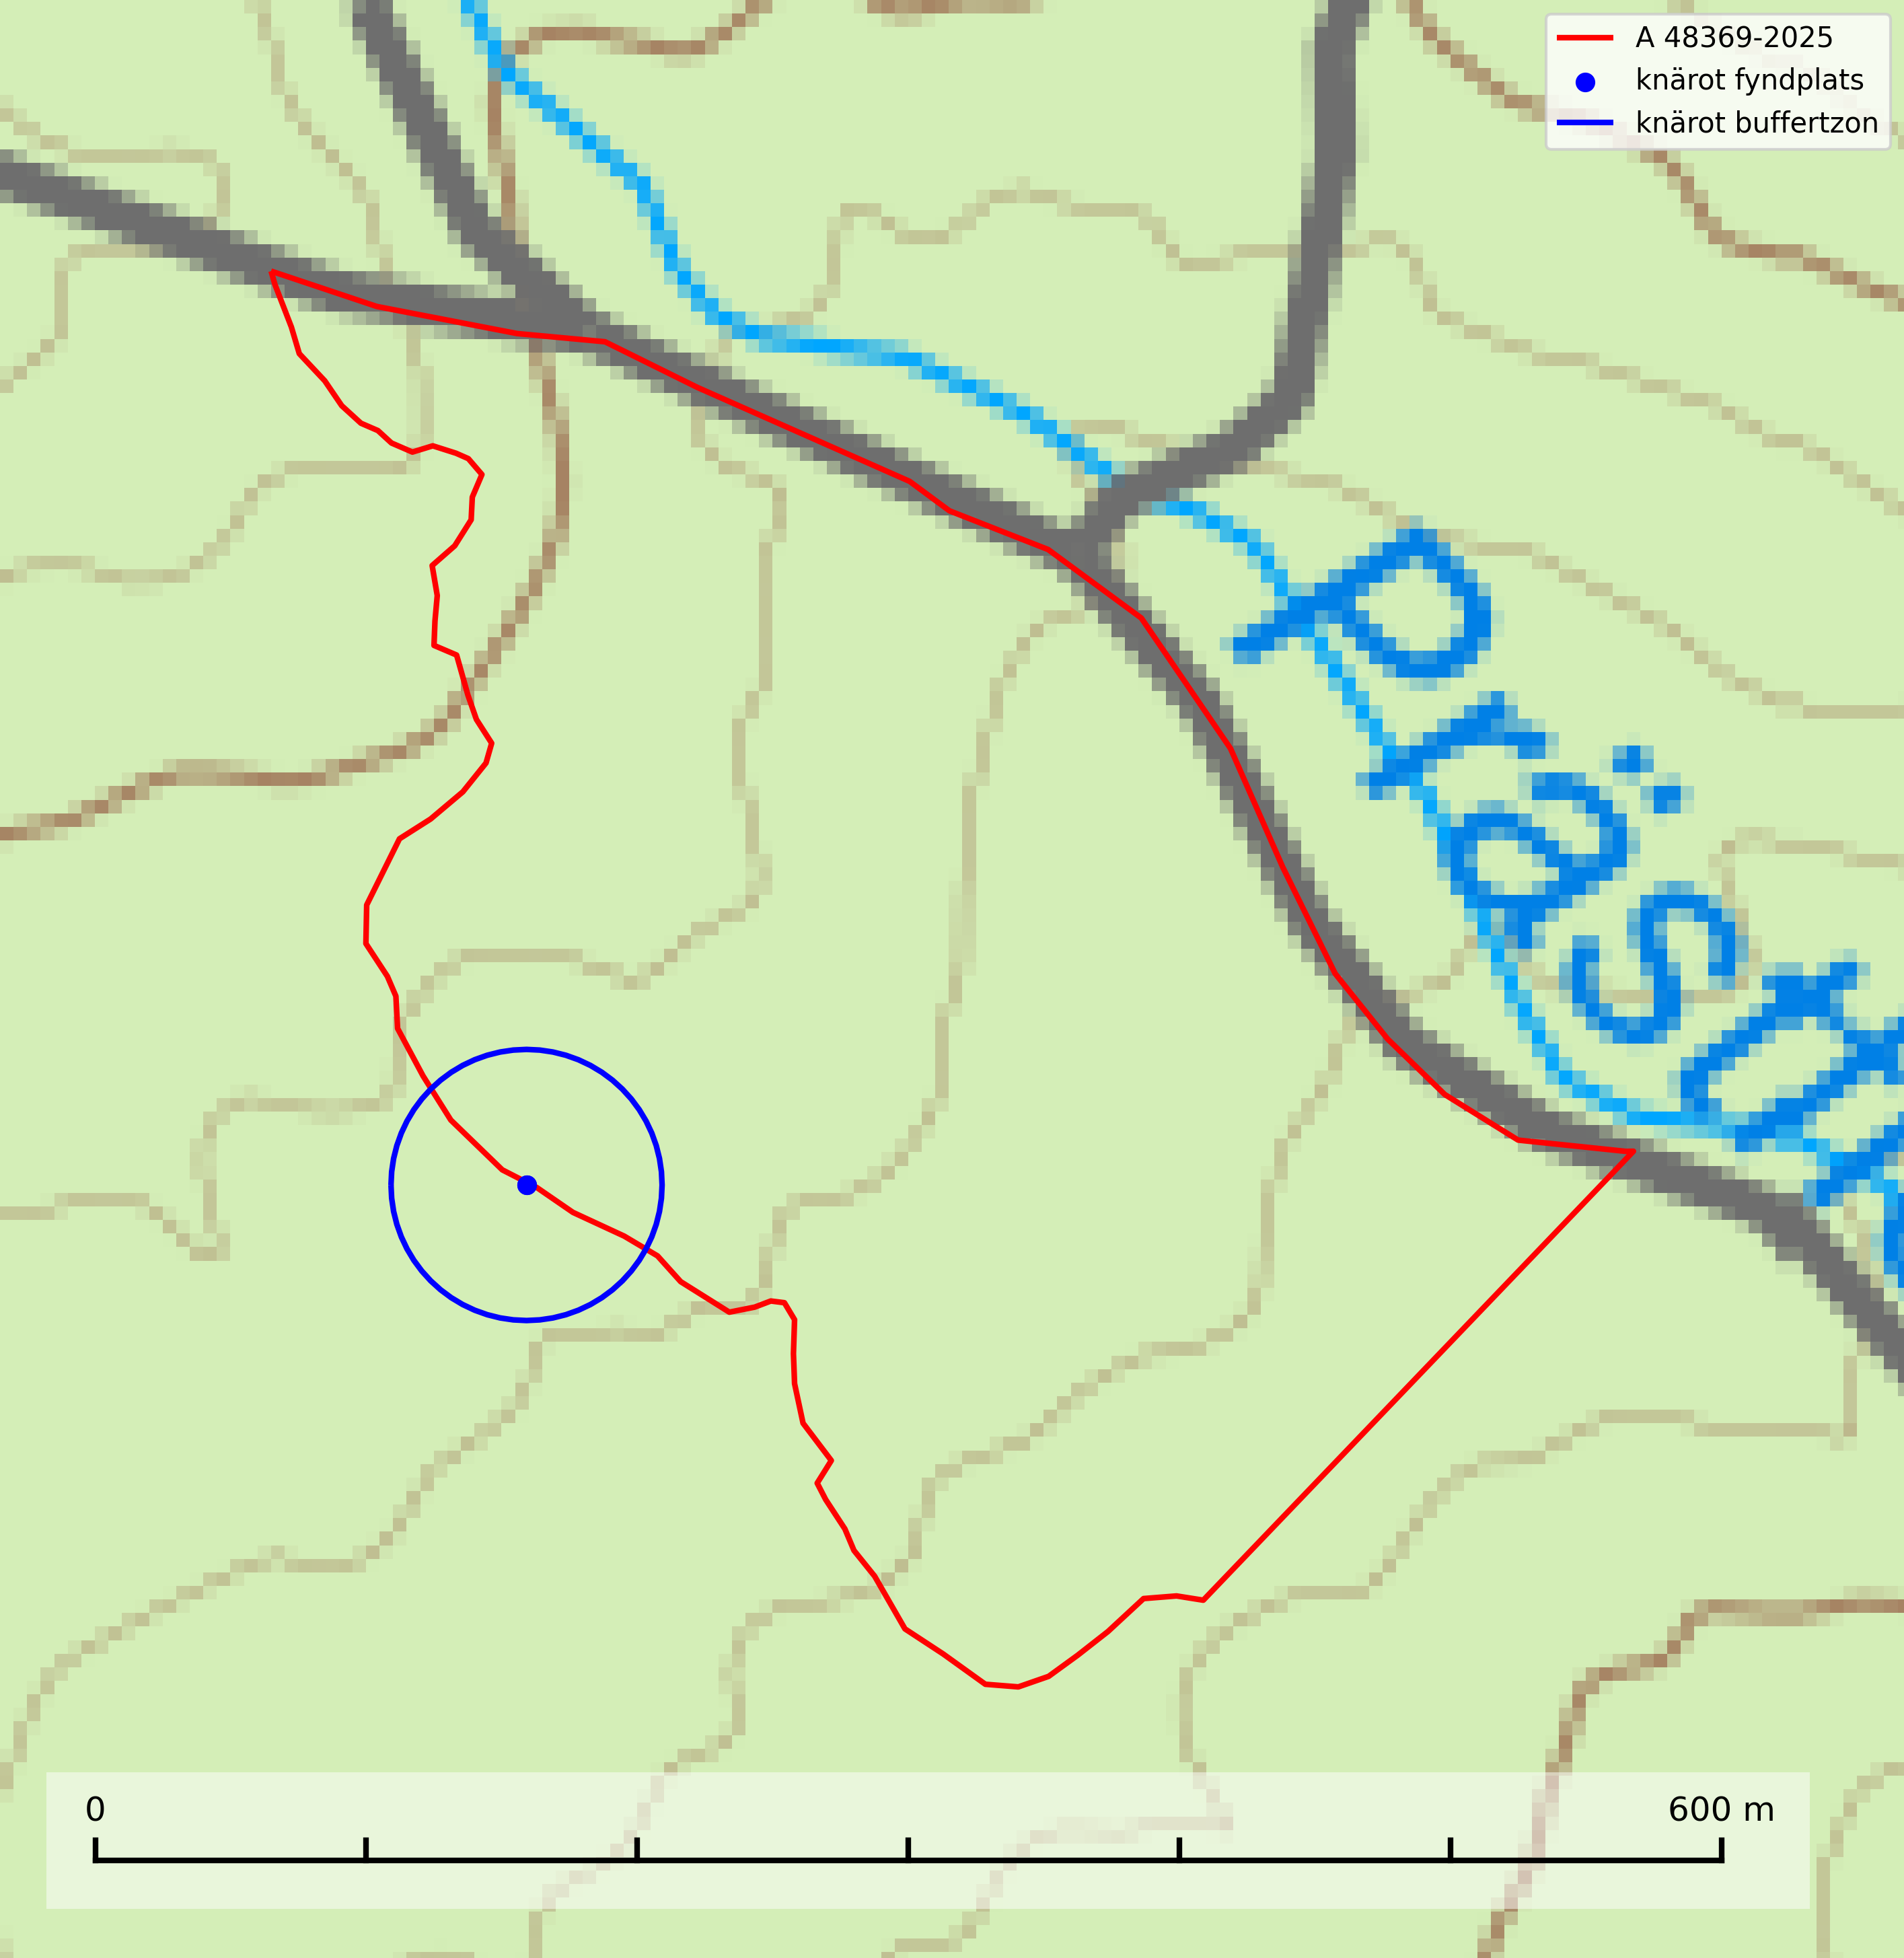 A 48369-2025
knärot fyndplats
knärot buffertzon
0
600 m